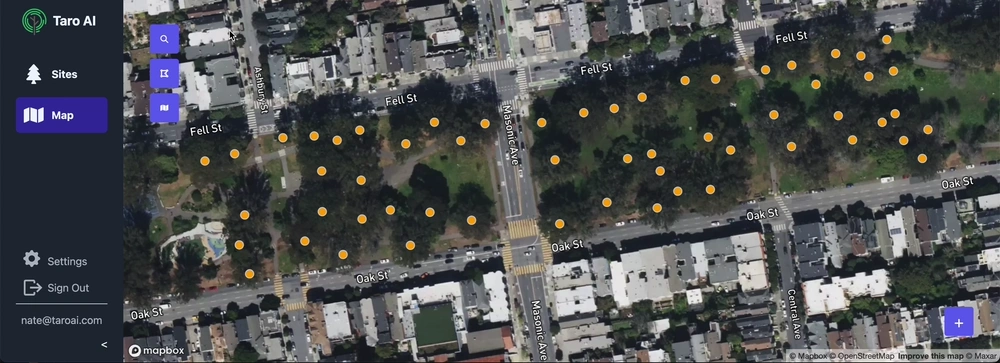 Taro AI
Sites
Map
Settings
Sign Out
nate@taroai.com
<
Fell St
Fell St
Fell St
Fell St
Ashbury St
Masonic Ave
Masonic Ave
Oak St
Oak St
Oak St
Oak St
Oak St
Central Ave
+
mapbox
© Mapbox © OpenStreetMap Improve this map © Maxar